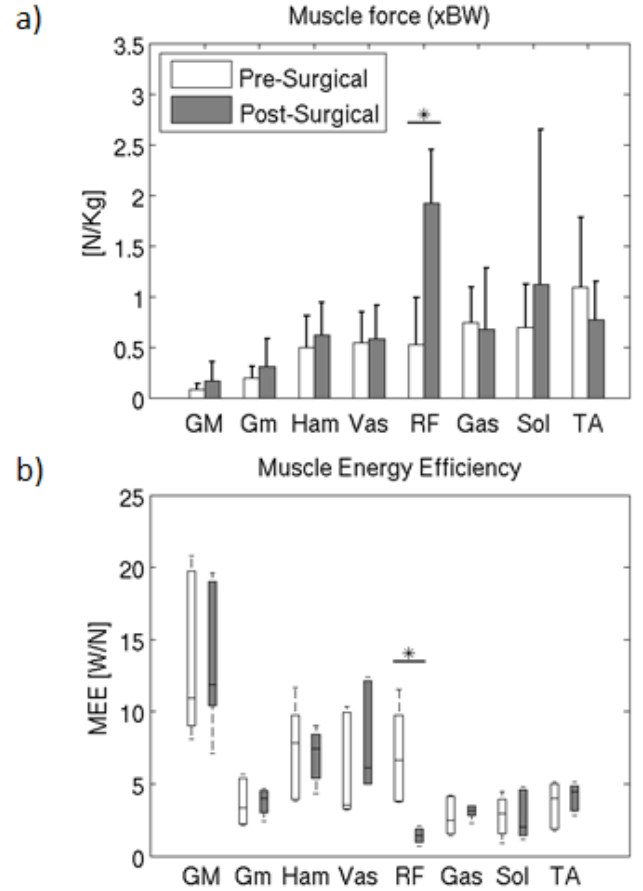 a)
Muscle force (xBW)
3.5
3
2.5
2
1.5
1
0.5
0
[N/Kg]
Pre-Surgical
Post-Surgical
*
GM Gm Ham Vas RF Gas Sol TA
b)
Muscle Energy Efficiency
25
20
15
10
5
0
MEE [W/N]
*
GM Gm Ham Vas RF Gas Sol TA